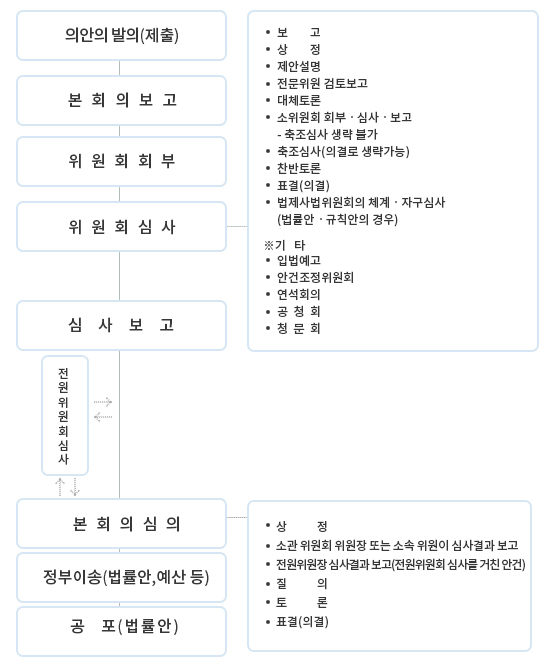 의안의 발의(제출)
본 회 의 보 고
위 원 회 회 부
위 원 회 심 사
• 보 고
• 상 정
• 제안설명
• 전문위원 검토보고
• 대체토론
• 소위원회 회부ㆍ심사ㆍ보고
- 축조심사 생략 불가
• 축조심사(의결로 생략가능)
• 찬반토론
• 표결(의결)
• 법제사법위원회의 체계ㆍ자구심사
(법률안ㆍ규칙안의 경우)
※기 타
• 입법예고
• 안건조정위원회
• 연석회의
• 공 청 회
• 청 문 회
심 사 보 고
전
원
위
원
회
심
사
본 회 의 심 의
• 상 정
• 소관 위원회 위원장 또는 소속 위원이 심사결과 보고
• 전원위원장 심사결과 보고(전원위원회 심사를 거친 안건)
• 질 의
• 토 론
• 표결(의결)
정부이송(법률안,예산 등)
공 포(법률안)